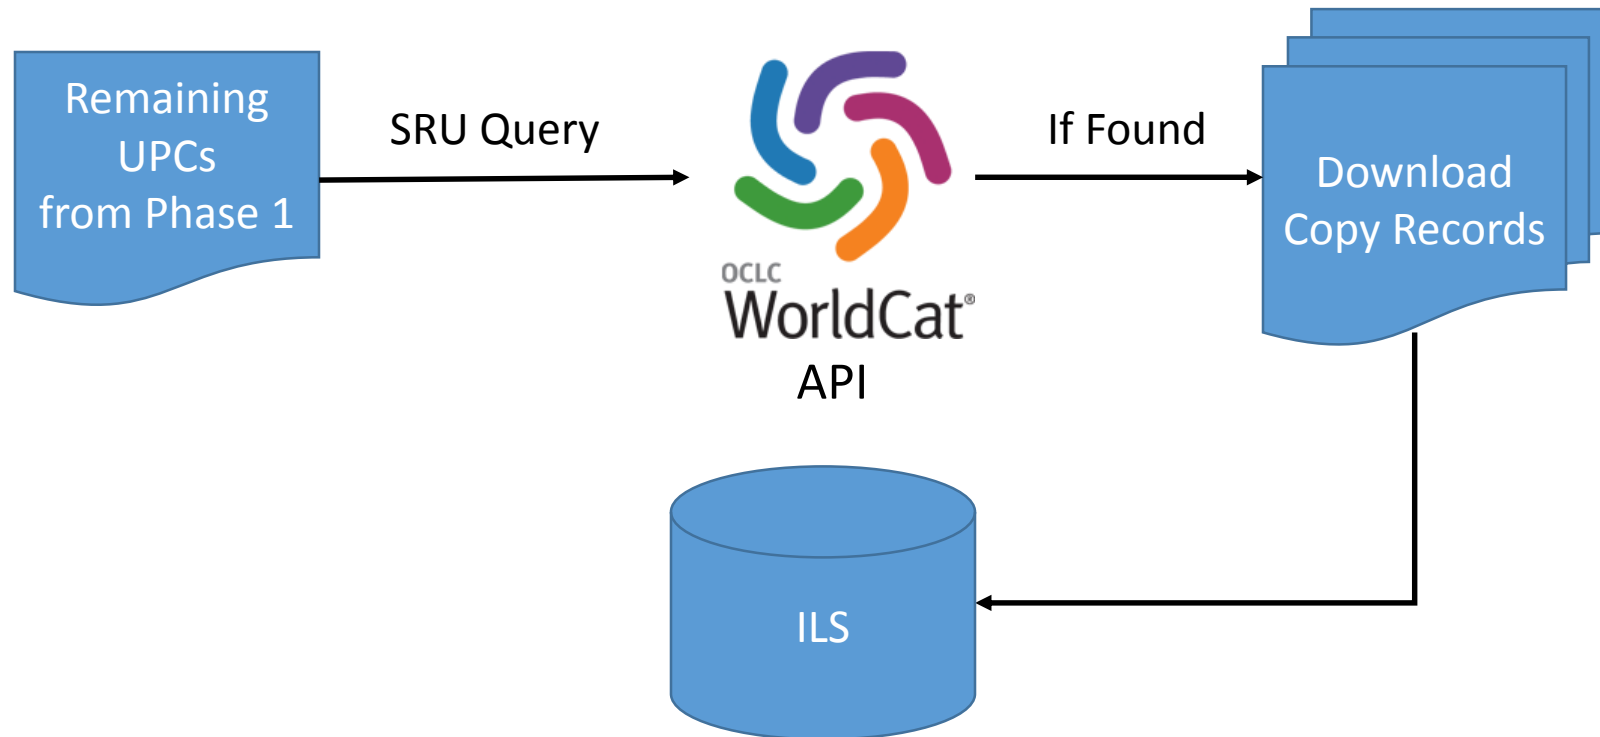 Remaining
UPCs
from Phase 1
SRU Query
OCLC
WorldCat®
API
If Found
Download
Copy Records
ILS